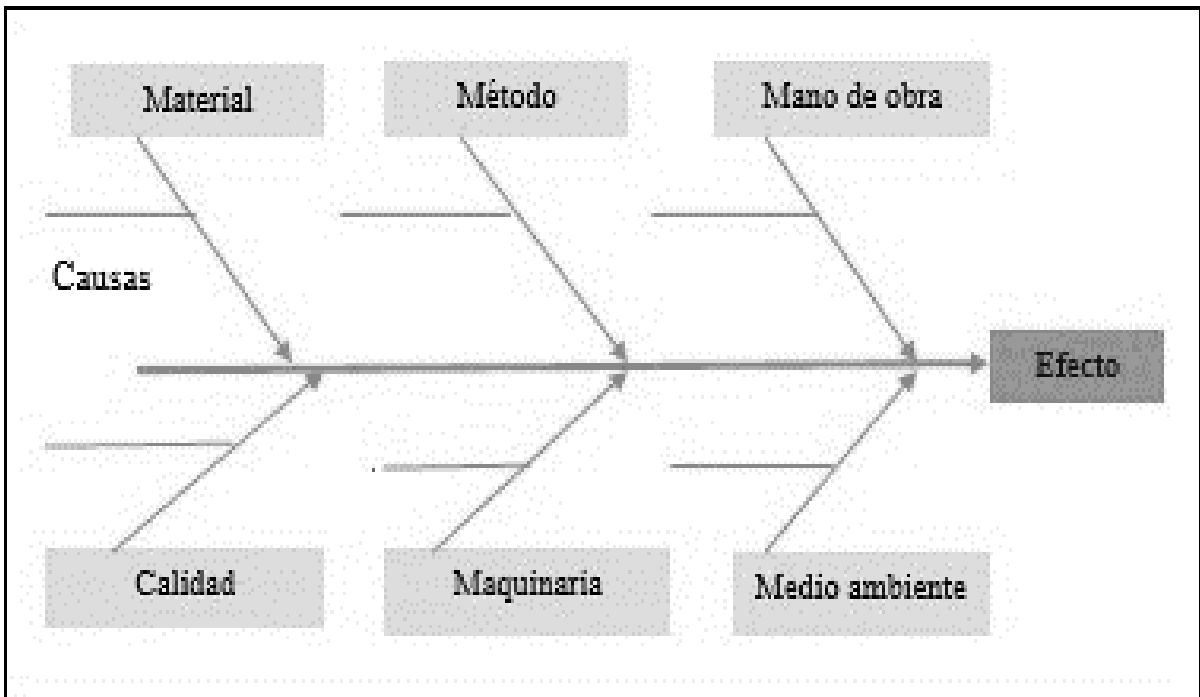 Material
Método
Mano de obra
Causas
Efecto
Calidad
Maquinaria
Medio ambiente